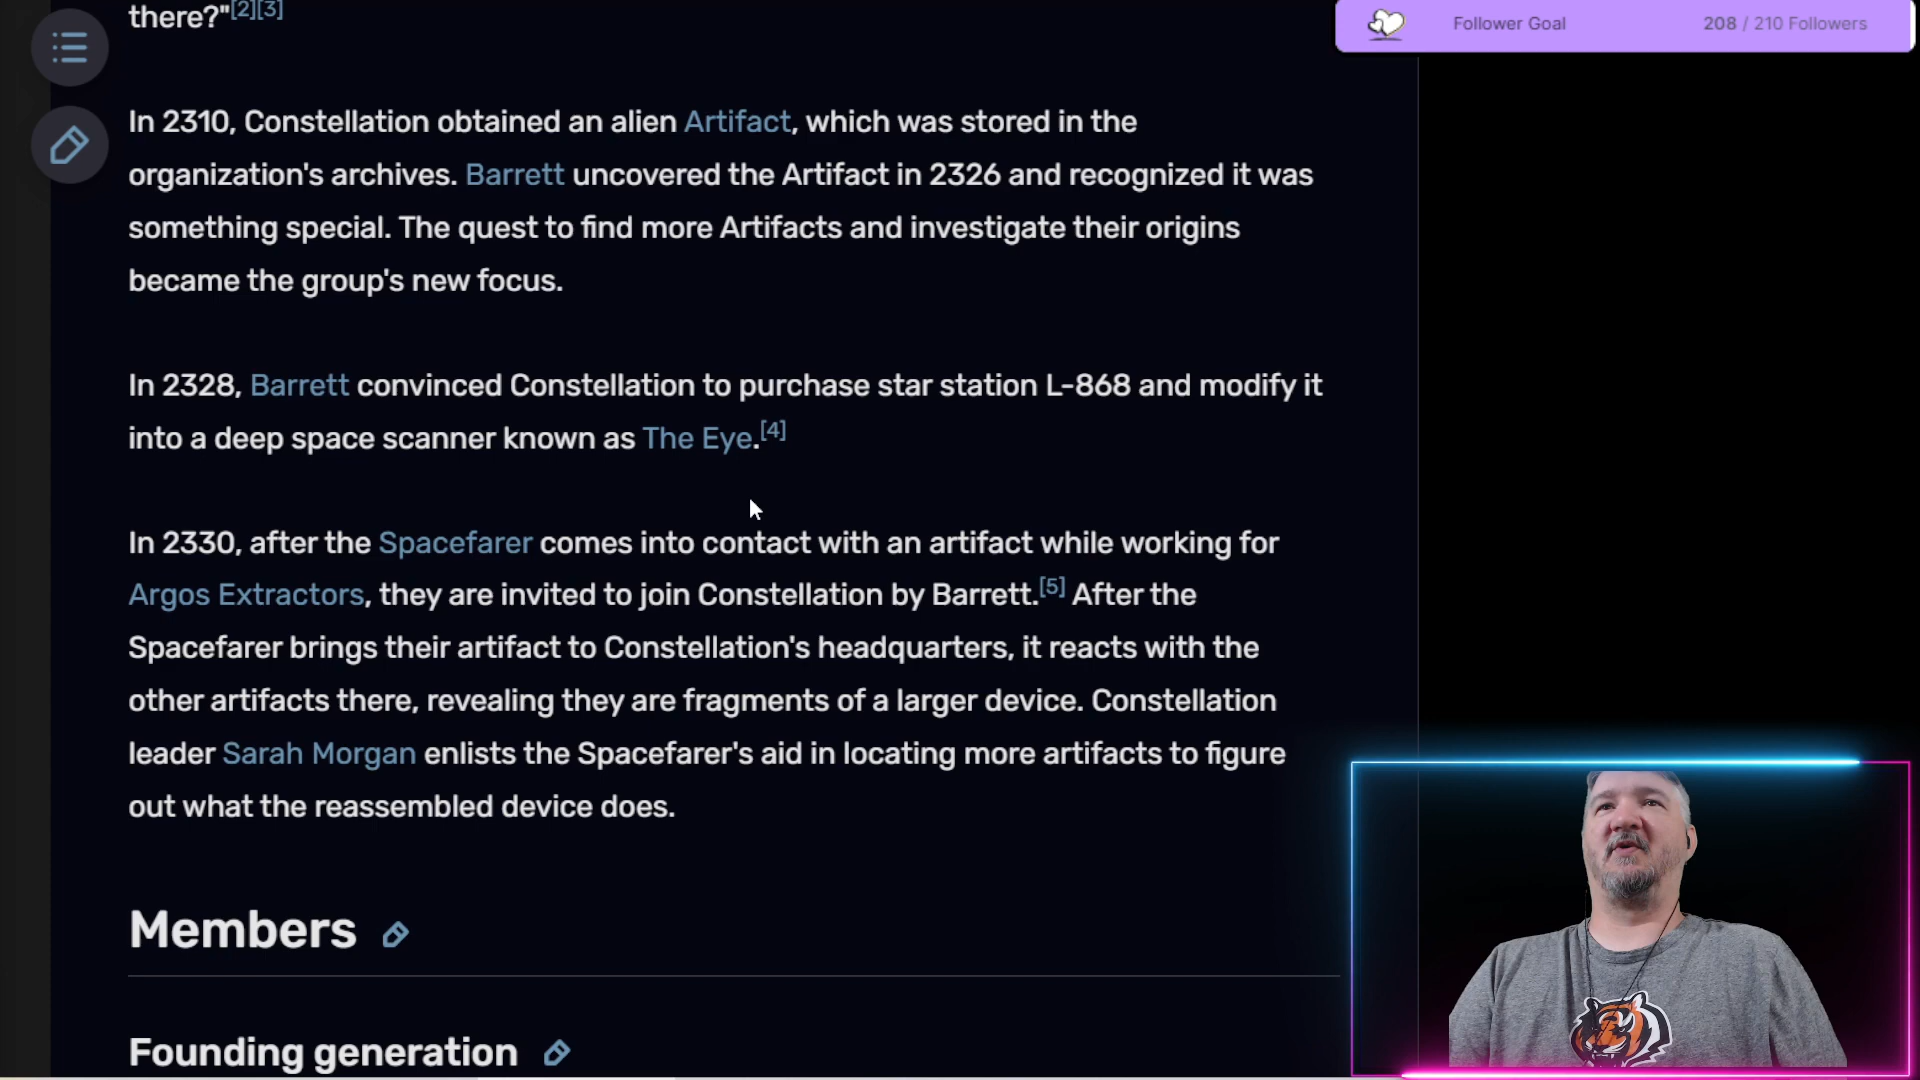 there?"[2][3]
Follower Goal
208 / 210 Followers
In 2310, Constellation obtained an alien Artifact, which was stored in the
organization's archives. Barrett uncovered the Artifact in 2326 and recognized it was
something special. The quest to find more Artifacts and investigate their origins
became the group's new focus.
In 2328, Barrett convinced Constellation to purchase star station L-868 and modify it
into a deep space scanner known as The Eye.[4]
In 2330, after the Spacefarer comes into contact with an artifact while working for
Argos Extractors, they are invited to join Constellation by Barrett.[5] After the
Spacefarer brings their artifact to Constellation's headquarters, it reacts with the
other artifacts there, revealing they are fragments of a larger device. Constellation
leader Sarah Morgan enlists the Spacefarer's aid in locating more artifacts to figure
out what the reassembled device does.
Members
Founding generation